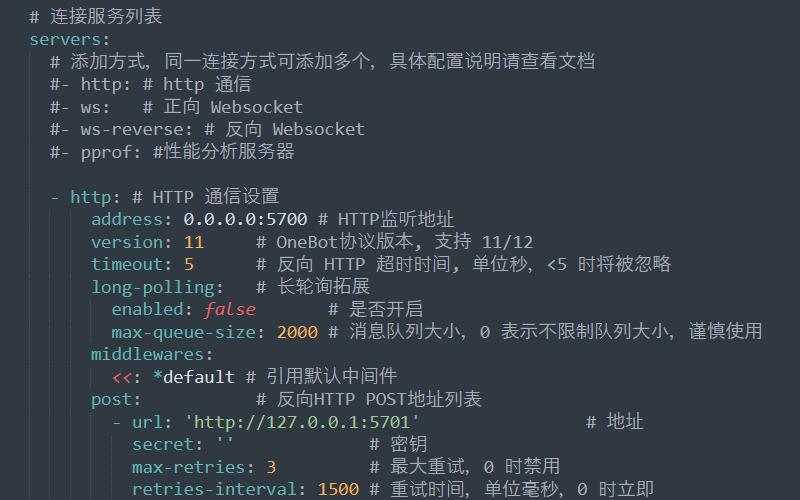 # 连接服务列表
servers:
# 添加方式, 同一连接方式可添加多个, 具体配置说明请查看文档
#- http: # http 通信
#- ws:   # 正向 Websocket
#- ws-reverse: # 反向 Websocket
#- pprof: #性能分析服务器
- http: # HTTP 通信设置
address: 0.0.0.0:5700 # HTTP监听地址
version: 11     # OneBot协议版本, 支持 11/12
timeout: 5      # 反向 HTTP 超时时间, 单位秒, <5 时将被忽略
long-polling:   # 长轮询拓展
enabled: false       # 是否开启
max-queue-size: 2000 # 消息队列大小, 0 表示不限制队列大小, 谨慎使用
middlewares:
<<: *default # 引用默认中间件
post:           # 反向HTTP POST地址列表
- url: 'http://127.0.0.1:5701'                # 地址
secret: ''             # 密钥
max-retries: 3         # 最大重试, 0 时禁用
retries-interval: 1500 # 重试时间, 单位毫秒, 0 时立即